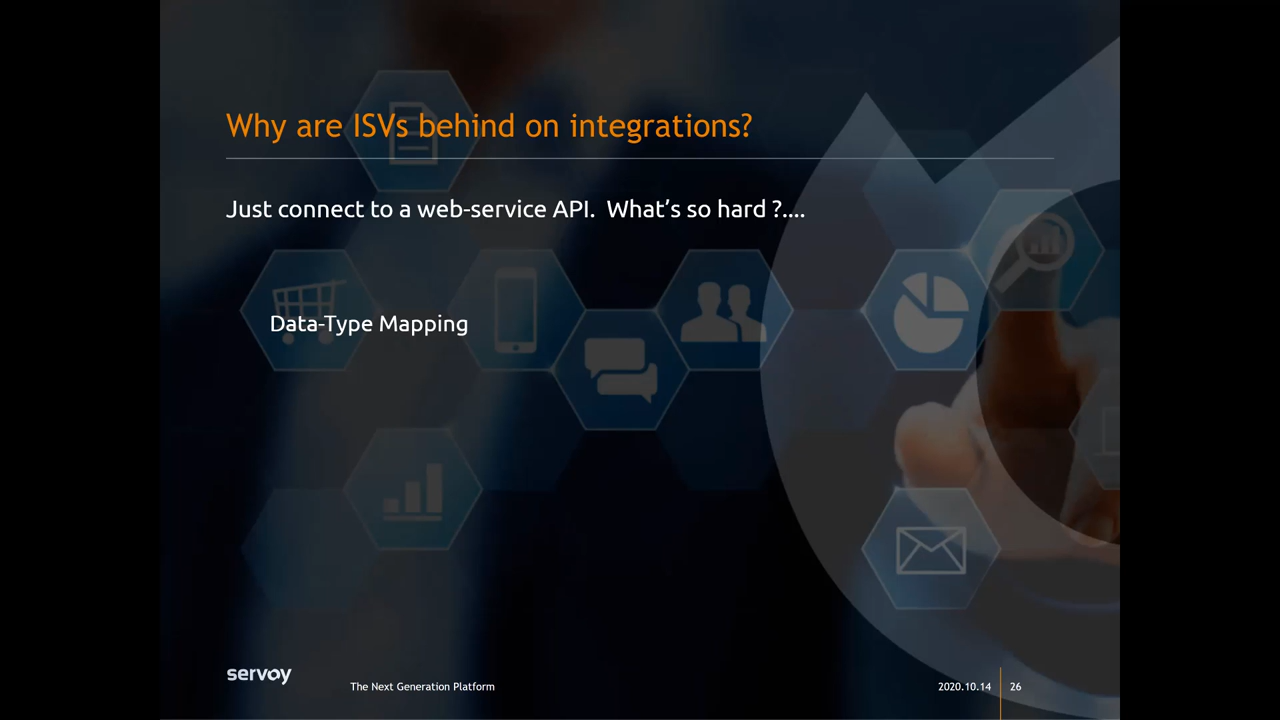 Why are ISVs behind on integrations?
Just connect to a web-service API. What's so hard ?....
Data-Type Mapping
servoy
The Next Generation Platform
2020.10.14
26